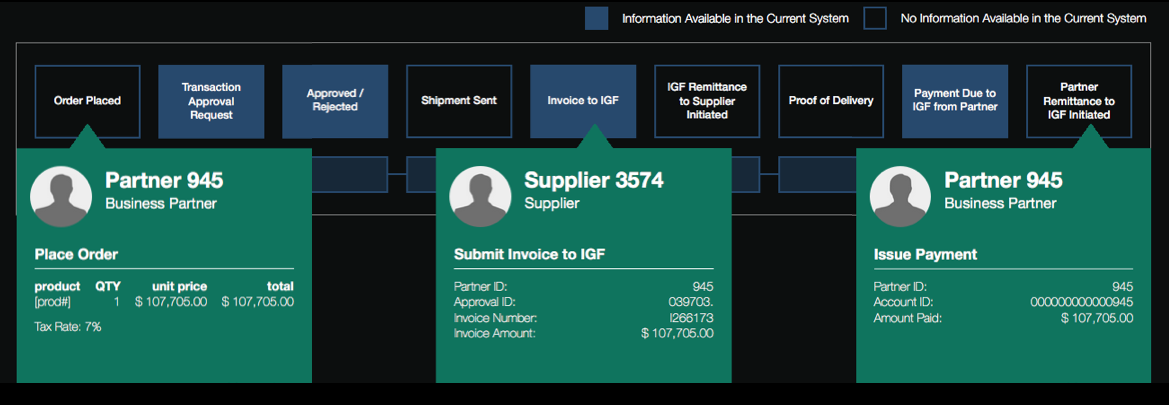 Information Available in the Current System
No Information Available in the Current System
Order Placed
Transaction
Approval
Request
Approved /
Rejected
Shipment Sent
Invoice to IGF
IGF Remittance
to Supplier
Initiated
Proof of Delivery
Payment Due to
IGF from Partner
Partner
Remittance to
IGF Initiated
Partner 945
Business Partner
Place Order
product QTY unit price total
[prod#] 1 $ 107,705.00 $ 107,705.00
Tax Rate: 7%
Supplier 3574
Supplier
Submit Invoice to IGF
Partner ID: 945
Approval ID: 039703.
Invoice Number: I266173
Invoice Amount: $ 107,705.00
Partner 945
Business Partner
Issue Payment
Partner ID: 945
Account ID: 000000000000945
Amount Paid: $ 107,705.00